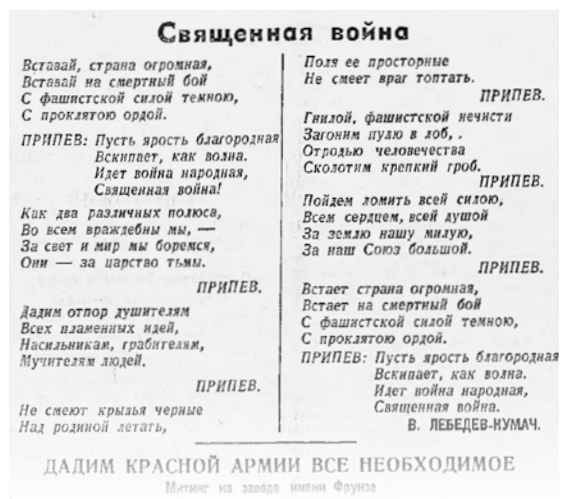 Священная война
Вставай, страна огромная,
Вставай на смертный бой
С фашистской силой темною,
С проклятою ордой.
ПРИПЕВ: Пусть ярость благородная
Вскипает, как волна.
Идет война народная,
Священная война!
Как два различных полюса,
Во всем враждебны мы, —
За свет и мир мы боремся,
Они — за царство тьмы.
ПРИПЕВ.
Дадим отпор душителям
Всех пламенных идей,
Насильникам, грабителям,
Мучителям людей.
ПРИПЕВ.
Не смеют крылья черные
Над родиной летать,
Поля ее просторные
Не смеет враг топтать.
ПРИПЕВ.
Гнилой, фашистской нечисти
Загоним пулю в лоб, .
Отродью человечества
Сколотим крепкий гроб.
ПРИПЕВ.
Пойдем ломить всей силою,
Всем сердцем, всей душой
За землю нашу милую,
За наш Союз большой.
ПРИПЕВ.
Встает страна огромная,
Встает на смертный бой
С фашистской силой темною,
С проклятою ордой.
ПРИПЕВ: Пусть ярость благородная
Вскипает, как волна.
Идет война народная,
Священная война.
В. ЛЕБЕДЕВ-КУМАЧ.
ДАДИМ КРАСНОЙ АРМИИ ВСЕ НЕОБХОДИМОЕ
Митинг на заводе имени Фрунзе